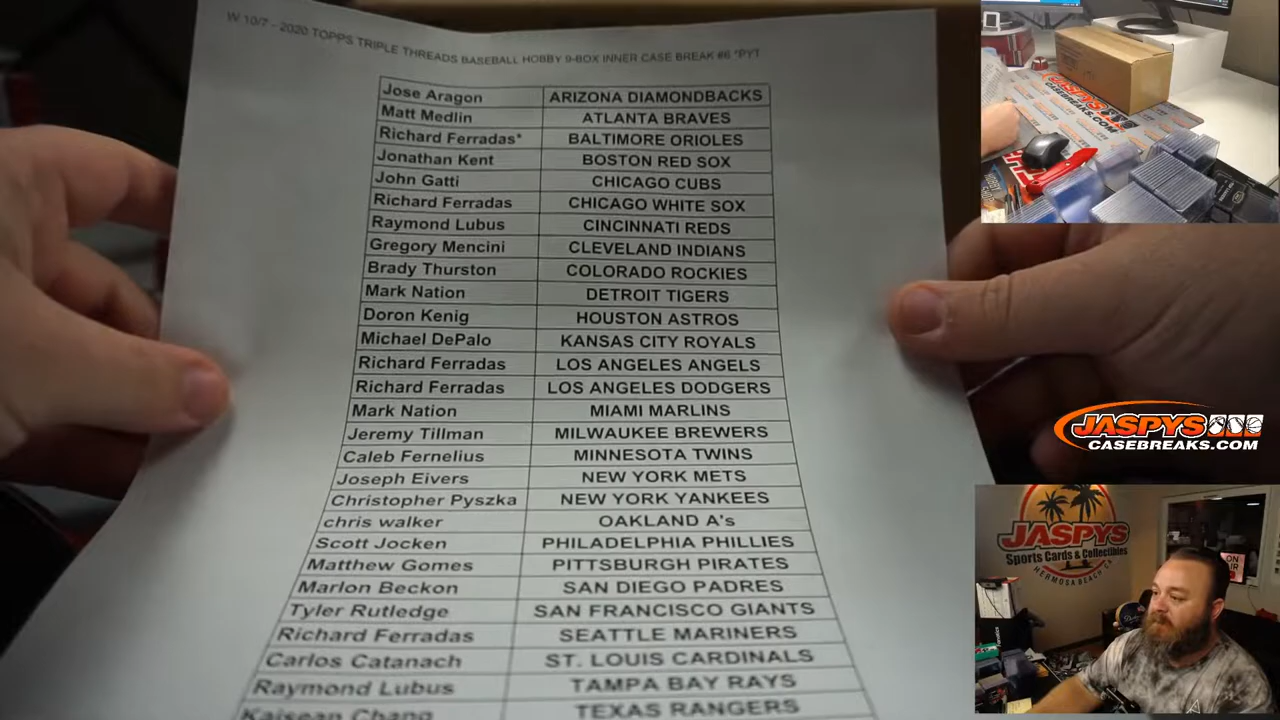 W 10/7 - 2020 TOPPS TRIPLE THREADS BASEBALL HOBBY 9-BOX INNER CASE BREAK #6 *PYT
Jose Aragon ARIZONA DIAMONDBACKS
Matt Medlin ATLANTA BRAVES
Richard Ferradas* BALTIMORE ORIOLES
Jonathan Kent BOSTON RED SOX
John Gatti CHICAGO CUBS
Richard Ferradas CHICAGO WHITE SOX
Raymond Lubus CINCINNATI REDS
Gregory Mencini CLEVELAND INDIANS
Brady Thurston COLORADO ROCKIES
Mark Nation DETROIT TIGERS
Doron Kenig HOUSTON ASTROS
Michael DePalo KANSAS CITY ROYALS
Richard Ferradas LOS ANGELES ANGELS
Richard Ferradas LOS ANGELES DODGERS
Mark Nation MIAMI MARLINS
Jeremy Tillman MILWAUKEE BREWERS
Caleb Fernelius MINNESOTA TWINS
Joseph Eivers NEW YORK METS
Christopher Pyszka NEW YORK YANKEES
chris walker OAKLAND A's
Scott Jocken PHILADELPHIA PHILLIES
Matthew Gomes PITTSBURGH PIRATES
Marlon Beckon SAN DIEGO PADRES
Tyler Rutledge SAN FRANCISCO GIANTS
Richard Ferradas SEATTLE MARINERS
Carlos Catanach ST. LOUIS CARDINALS
Raymond Lubus TAMPA BAY RAYS
Kaisean Chang TEXAS RANGERS
JASPYS
CASEBREAKS.COM
JASPYS
CASEBREAKS.COM
JASPYS
Sports Cards & Collectibles
HERMOSA BEACH, CA
ON
AIR